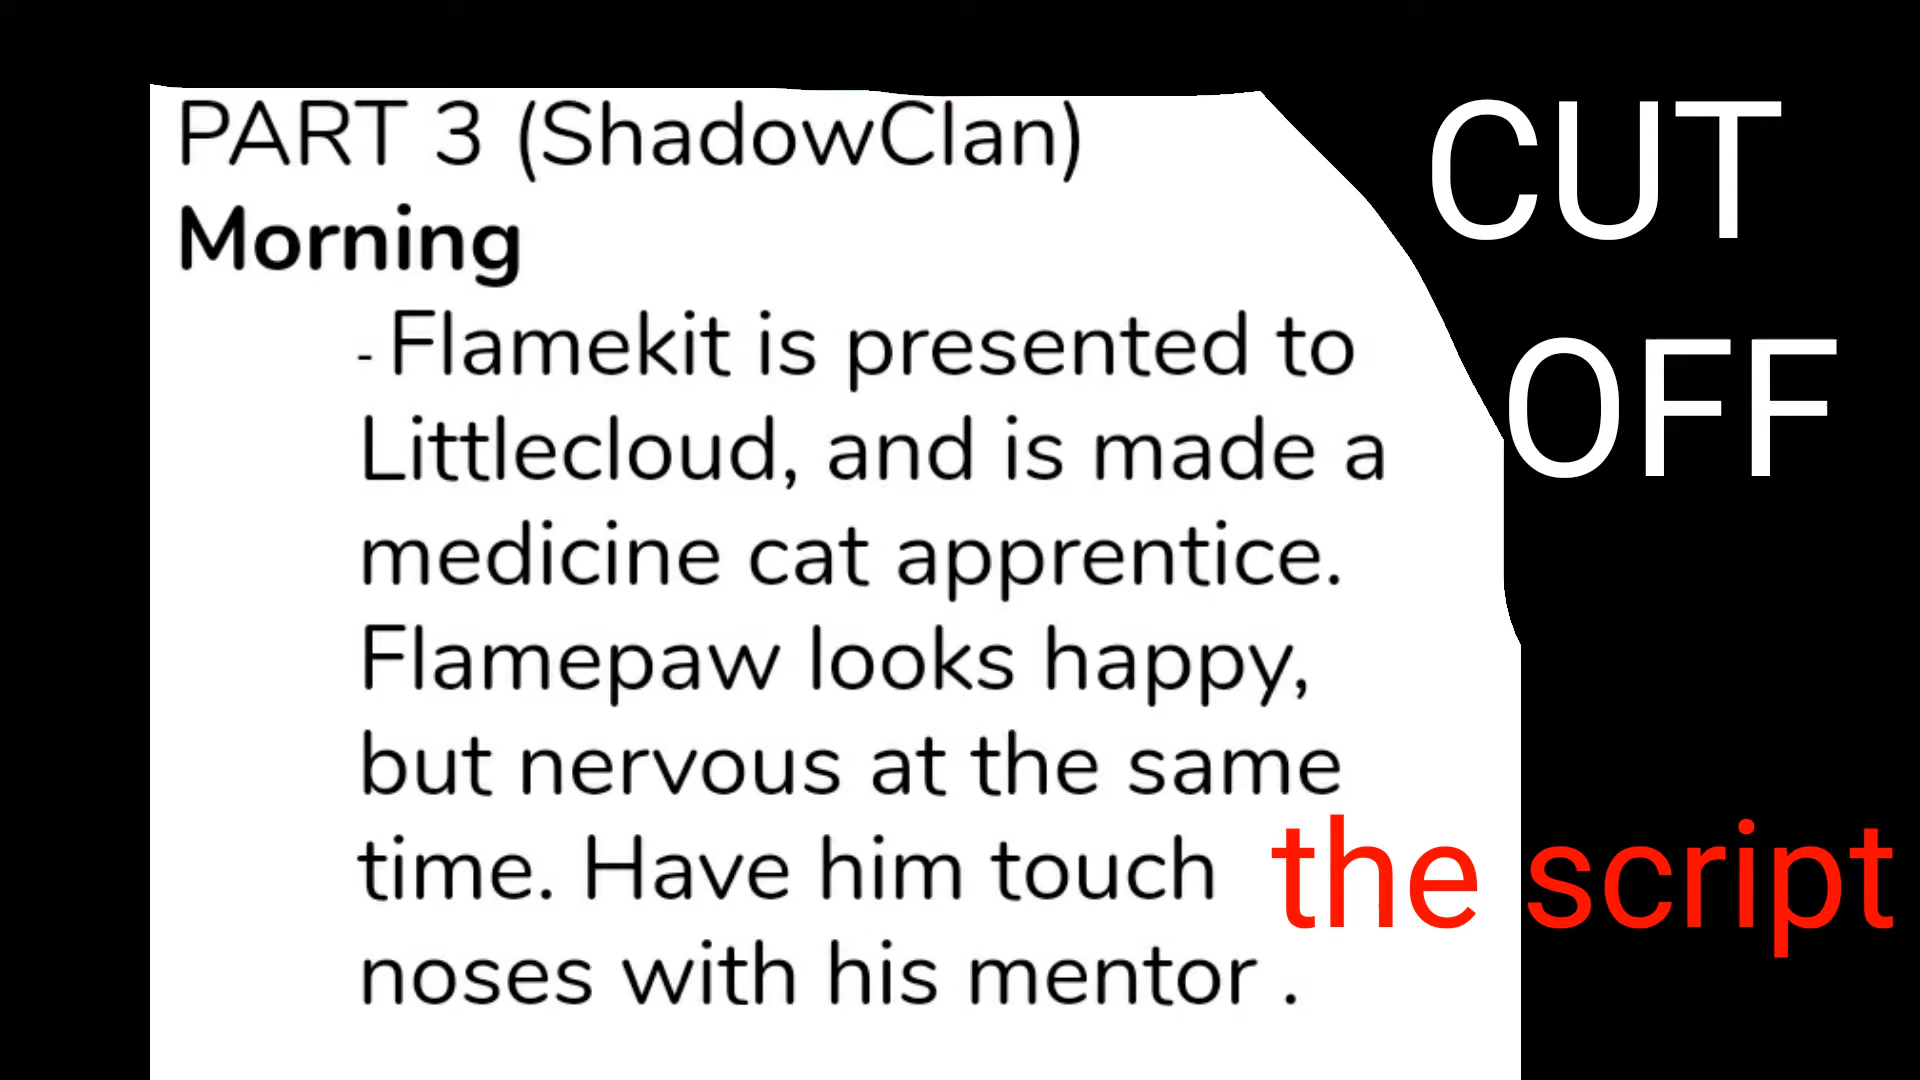 PART 3 (ShadowClan)
Morning
- Flamekit is presented to
Littlecloud, and is made a
medicine cat apprentice.
Flamepaw looks happy,
but nervous at the same
time. Have him touch
noses with his mentor .
CUT
OFF
the script